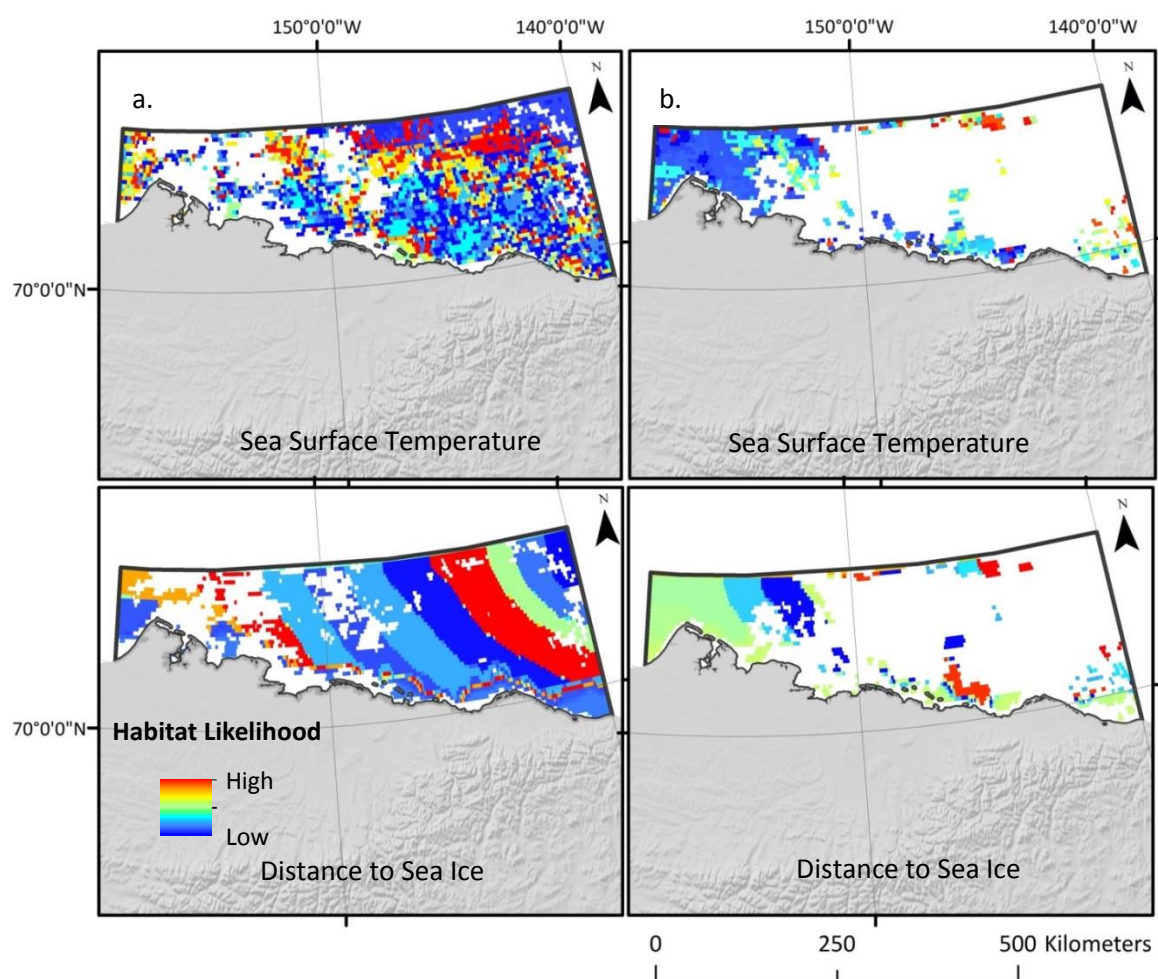 150°0'0"W 140°0'0"W 150°0'0"W 140°0'0"W
N N
a. b.
70°0'0"N
Sea Surface Temperature Sea Surface Temperature
N N
70°0'0"N
Habitat Likelihood
High
Low
Distance to Sea Ice Distance to Sea Ice
0 250 500 Kilometers